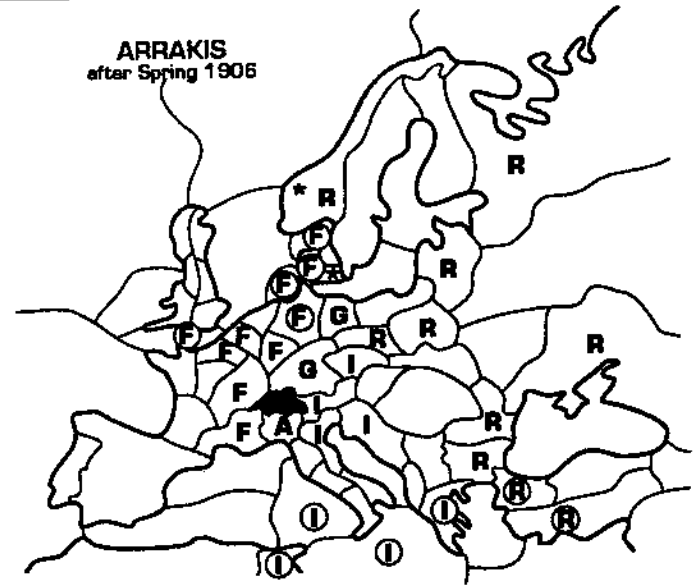 ARRAKIS
after Spring 1906
R
* R
F
F * R
F
F G
R
F F R
F F R
G I
F I
F A I I R
R
R
I I R
I
I